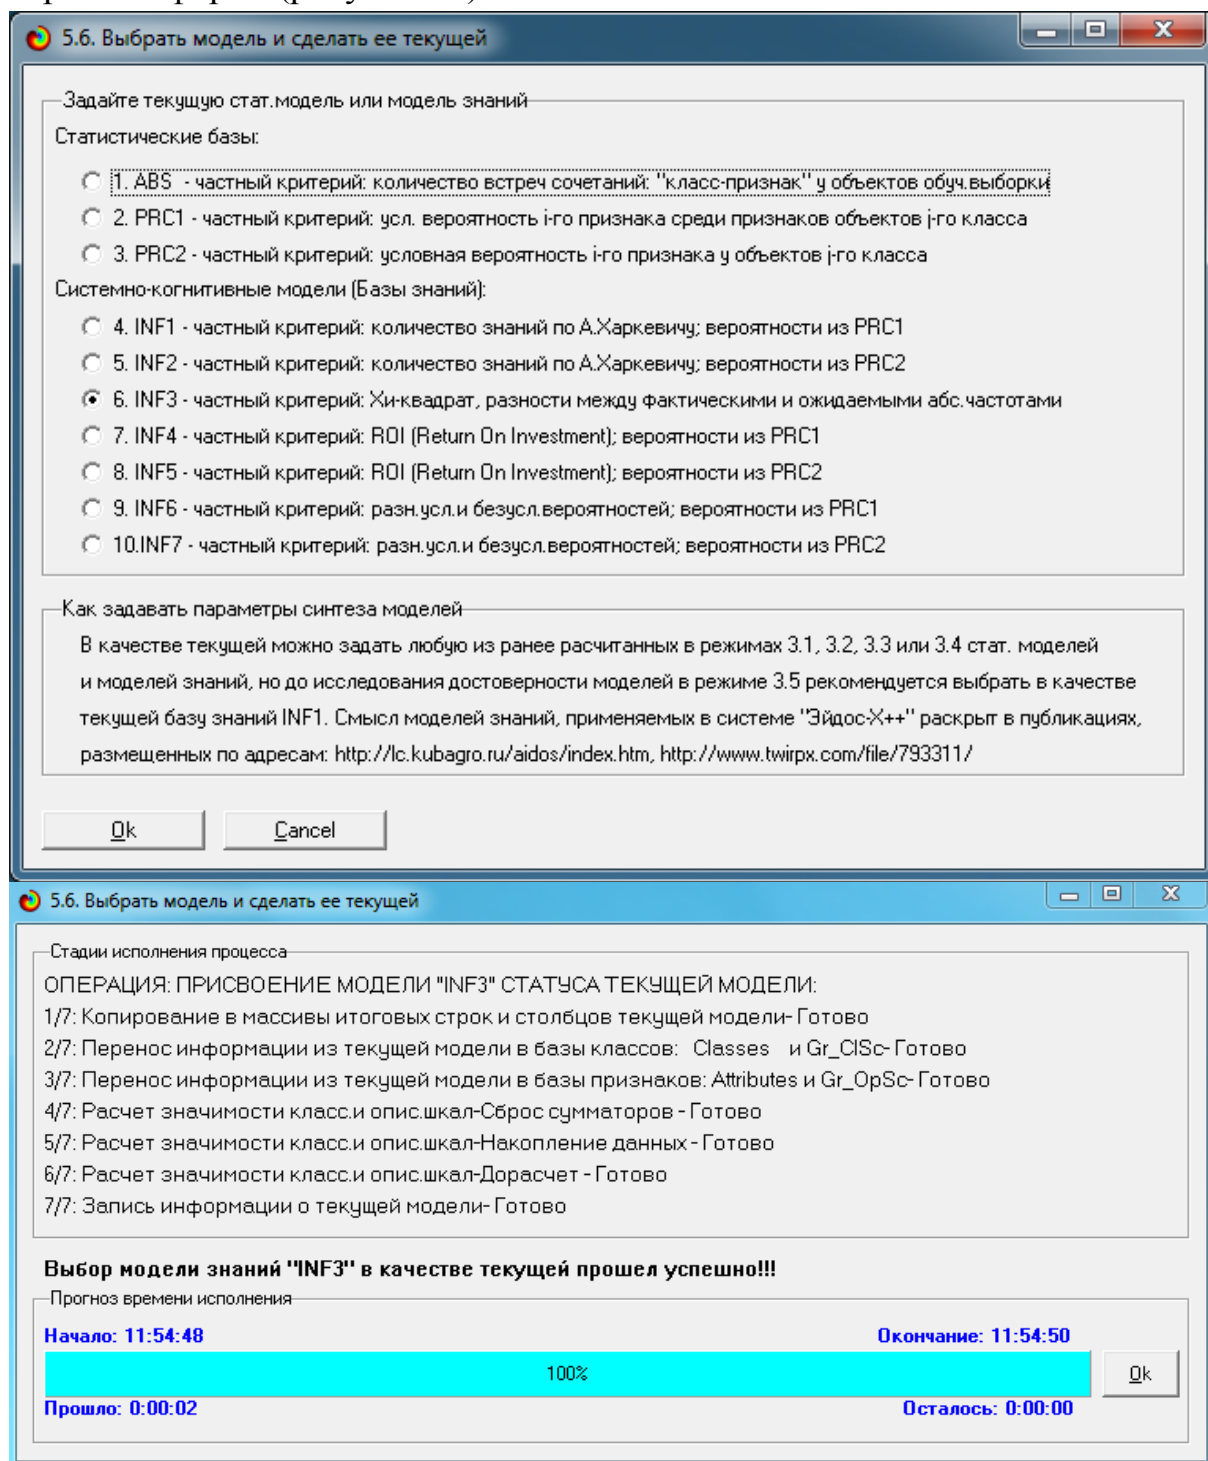 5.6. Выбрать модель и сделать ее текущей
Задайте текущую стат.модель или модель знаний
Статистические базы:
1. ABS - частный критерий: количество встреч сочетаний: "класс-признак" у объектов обуч.выборки
2. PRC1 - частный критерий: усл. вероятность i-го признака среди признаков объектов j-го класса
3. PRC2 - частный критерий: условная вероятность i-го признака у объектов j-го класса
Системно-когнитивные модели (Базы знаний):
4. INF1 - частный критерий: количество знаний по А.Харкевичу; вероятности из PRC1
5. INF2 - частный критерий: количество знаний по А.Харкевичу; вероятности из PRC2
6. INF3 - частный критерий: Хи-квадрат, разности между фактическими и ожидаемыми абс.частотами
7. INF4 - частный критерий: ROI (Return On Investment); вероятности из PRC1
8. INF5 - частный критерий: ROI (Return On Investment); вероятности из PRC2
9. INF6 - частный критерий: разн.усл.и безусл.вероятностей; вероятности из PRC1
10.INF7 - частный критерий: разн.усл.и безусл.вероятностей; вероятности из PRC2
Как задавать параметры синтеза моделей
В качестве текущей можно задать любую из ранее расчитанных в режимах 3.1, 3.2, 3.3 или 3.4 стат. моделей
и моделей знаний, но до исследования достоверности моделей в режиме 3.5 рекомендуется выбрать в качестве
текущей базу знаний INF1. Смысл моделей знаний, применяемых в системе "Эйдос-Х++" раскрыт в публикациях,
размещенных по адресам: http://lc.kubagro.ru/aidos/index.htm, http://www.twirpx.com/file/793311/
Ok Cancel
5.6. Выбрать модель и сделать ее текущей
Стадии исполнения процесса
ОПЕРАЦИЯ: ПРИСВОЕНИЕ МОДЕЛИ "INF3" СТАТУСА ТЕКУЩЕЙ МОДЕЛИ:
1/7: Копирование в массивы итоговых строк и столбцов текущей модели- Готово
2/7: Перенос информации из текущей модели в базы классов: Classes и Gr_ClSc- Готово
3/7: Перенос информации из текущей модели в базы признаков: Attributes и Gr_OpSc- Готово
4/7: Расчет значимости класс.и опис.шкал-Сброс сумматоров - Готово
5/7: Расчет значимости класс.и опис.шкал-Накопление данных - Готово
6/7: Расчет значимости класс.и опис.шкал-Дорасчет - Готово
7/7: Запись информации о текущей модели- Готово
Выбор модели знаний "INF3" в качестве текущей прошел успешно!!!
Прогноз времени исполнения
Начало: 11:54:48 Окончание: 11:54:50
100% Ok
Прошло: 0:00:02 Осталось: 0:00:00